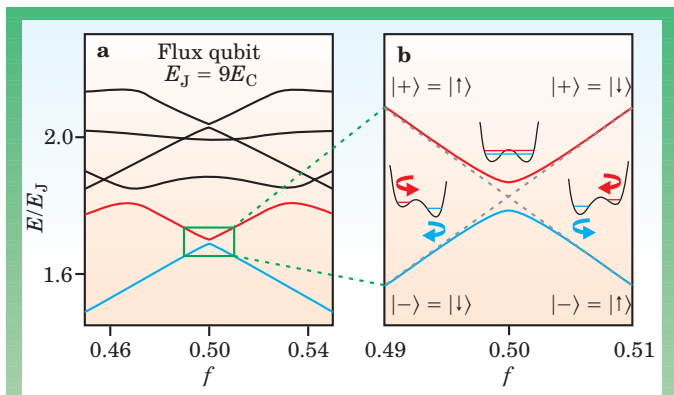 a
Flux qubit
E_J = 9E_C
E/E_J
2.0
1.6
0.46
0.50
0.54
f
b
|+⟩ = |↑⟩
|+⟩ = |↓⟩
|−⟩ = |↓⟩
|−⟩ = |↑⟩
0.49
0.50
0.51
f